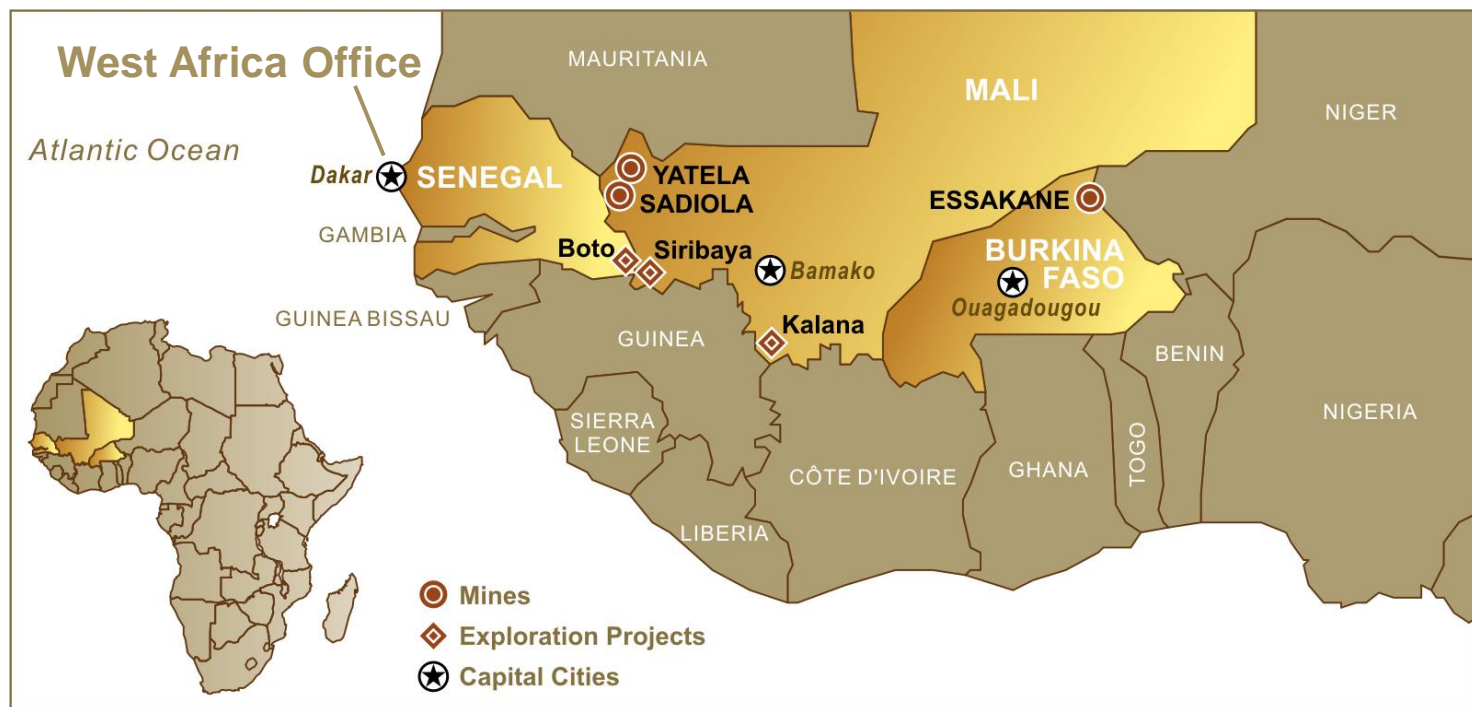 West Africa Office
Atlantic Ocean
MAURITANIA
MALI
NIGER
Dakar
SENEGAL
YATELA
SADIOLA
ESSAKANE
GAMBIA
Boto
Siribaya
Bamako
BURKINA
FASO
Ouagadougou
GUINEA BISSAU
GUINEA
Kalana
BENIN
SIERRA
LEONE
NIGERIA
CÔTE D'IVOIRE
GHANA
TOGO
LIBERIA
Mines
Exploration Projects
Capital Cities